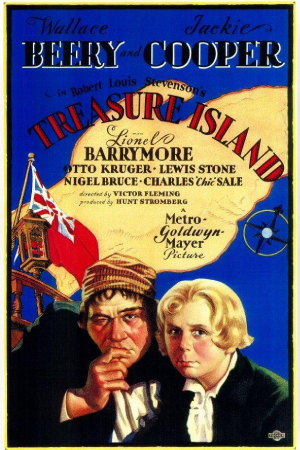 Wallace Jackie
BEERY and COOPER
in Robert Louis Stevenson's
TREASURE ISLAND
Lionel
BARRYMORE
OTTO KRUGER · LEWIS STONE
NIGEL BRUCE · CHARLES "Chic" SALE
directed by VICTOR FLEMING
produced by HUNT STROMBERG
A
Metro-
Goldwyn-
Mayer
Picture